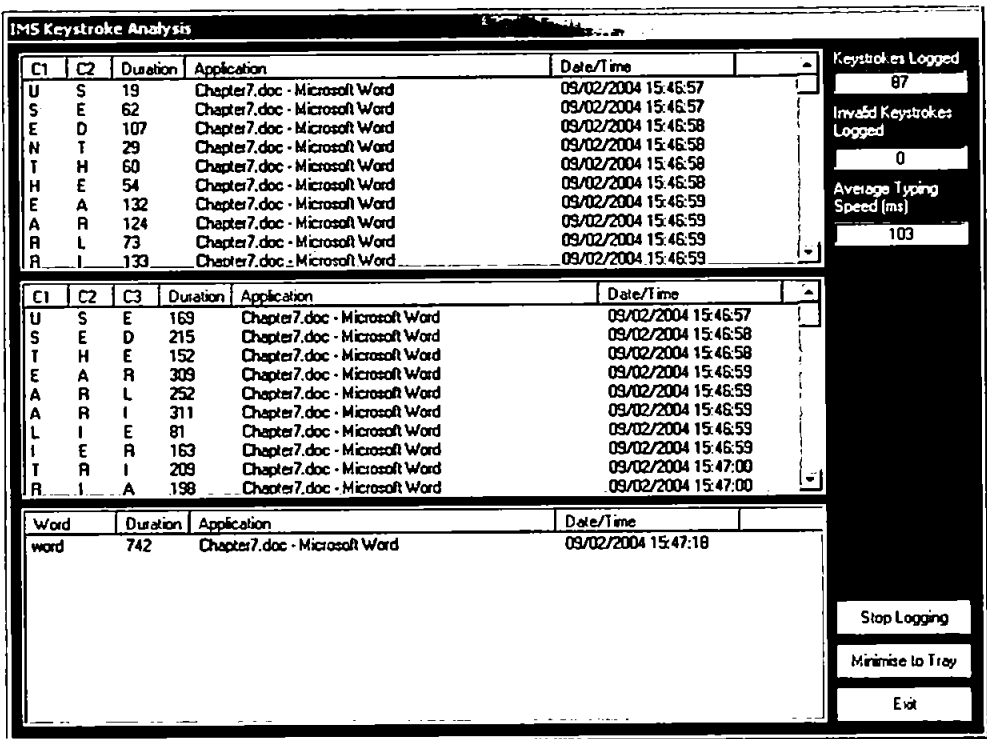 IMS Keystroke Analysis
C1 C2 Duration Application Date/Time
U S 19 Chapter7.doc - Microsoft Word 09/02/2004 15:46:57
S E 62 Chapter7.doc - Microsoft Word 09/02/2004 15:46:57
E D 107 Chapter7.doc - Microsoft Word 09/02/2004 15:46:58
N T 29 Chapter7.doc - Microsoft Word 09/02/2004 15:46:58
T H 60 Chapter7.doc - Microsoft Word 09/02/2004 15:46:58
H E 54 Chapter7.doc - Microsoft Word 09/02/2004 15:46:58
E A 132 Chapter7.doc - Microsoft Word 09/02/2004 15:46:59
A R 124 Chapter7.doc - Microsoft Word 09/02/2004 15:46:59
R L 73 Chapter7.doc - Microsoft Word 09/02/2004 15:46:59
R I 133 Chapter7.doc - Microsoft Word 09/02/2004 15:46:59
C1 C2 C3 Duration Application Date/Time
U S E 169 Chapter7.doc - Microsoft Word 09/02/2004 15:46:57
S E D 215 Chapter7.doc - Microsoft Word 09/02/2004 15:46:58
T H E 152 Chapter7.doc - Microsoft Word 09/02/2004 15:46:58
E A R 309 Chapter7.doc - Microsoft Word 09/02/2004 15:46:59
A R L 252 Chapter7.doc - Microsoft Word 09/02/2004 15:46:59
A R I 311 Chapter7.doc - Microsoft Word 09/02/2004 15:46:59
L I E 81 Chapter7.doc - Microsoft Word 09/02/2004 15:46:59
I E R 163 Chapter7.doc - Microsoft Word 09/02/2004 15:46:59
T R I 209 Chapter7.doc - Microsoft Word 09/02/2004 15:47:00
R I A 198 Chapter7.doc - Microsoft Word 09/02/2004 15:47:00
Word Duration Application Date/Time
word 742 Chapter7.doc - Microsoft Word 09/02/2004 15:47:18
Keystrokes Logged
87
Invalid Keystrokes
Logged
0
Average Typing
Speed (ms)
103
Stop Logging
Minimise to Tray
Exit